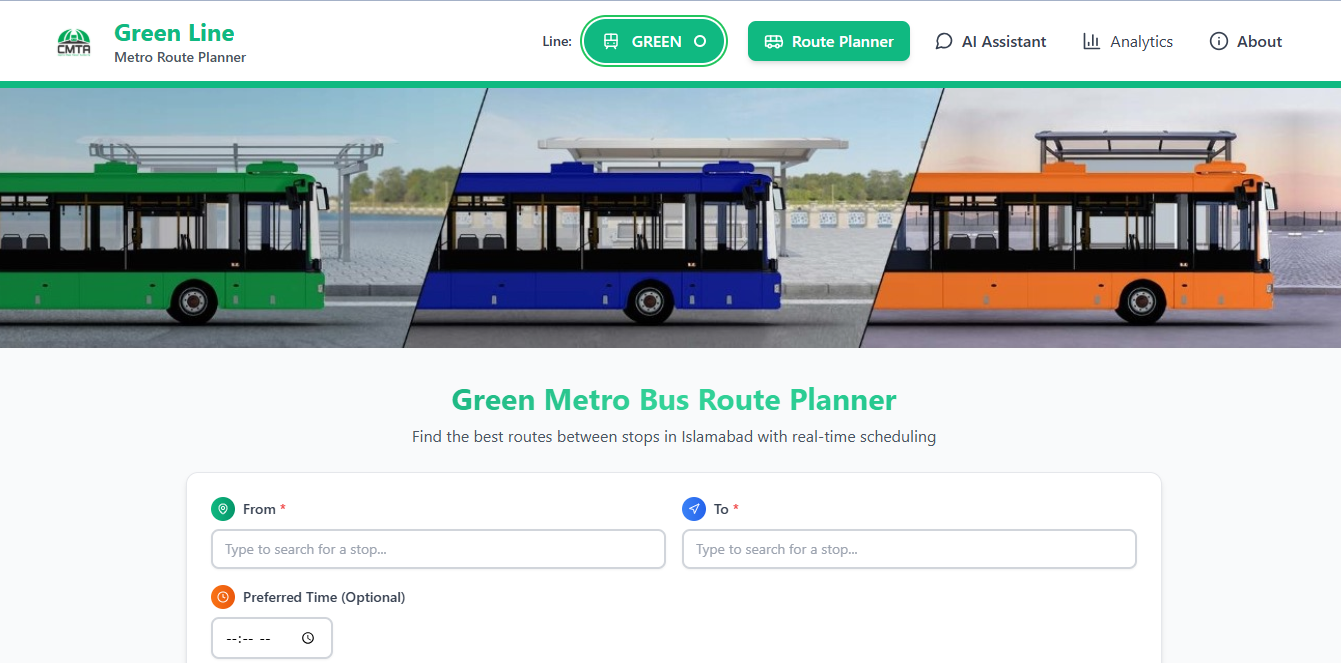 CMTA
Green Line
Metro Route Planner
Line:
GREEN
Route Planner
AI Assistant
Analytics
About
Green Metro Bus Route Planner
Find the best routes between stops in Islamabad with real-time scheduling
From *
Type to search for a stop...
To *
Type to search for a stop...
Preferred Time (Optional)
--:-- --